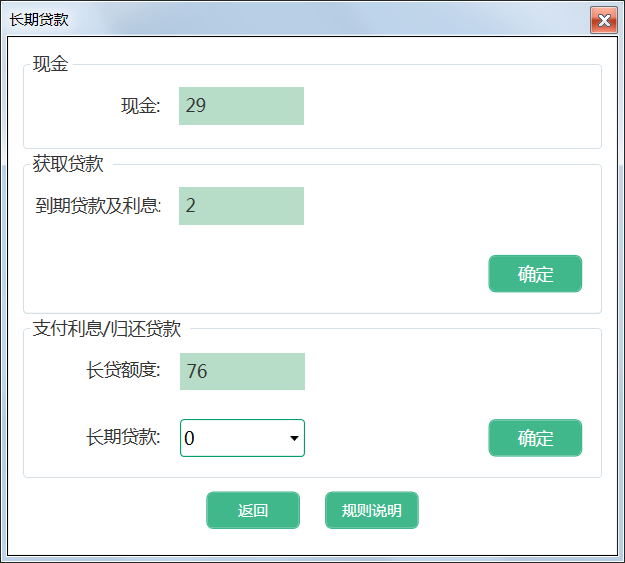 长期贷款
现金
现金: 29
获取贷款
到期贷款及利息: 2
确定
支付利息/归还贷款
长贷额度: 76
长期贷款: 0 确定
返回 规则说明